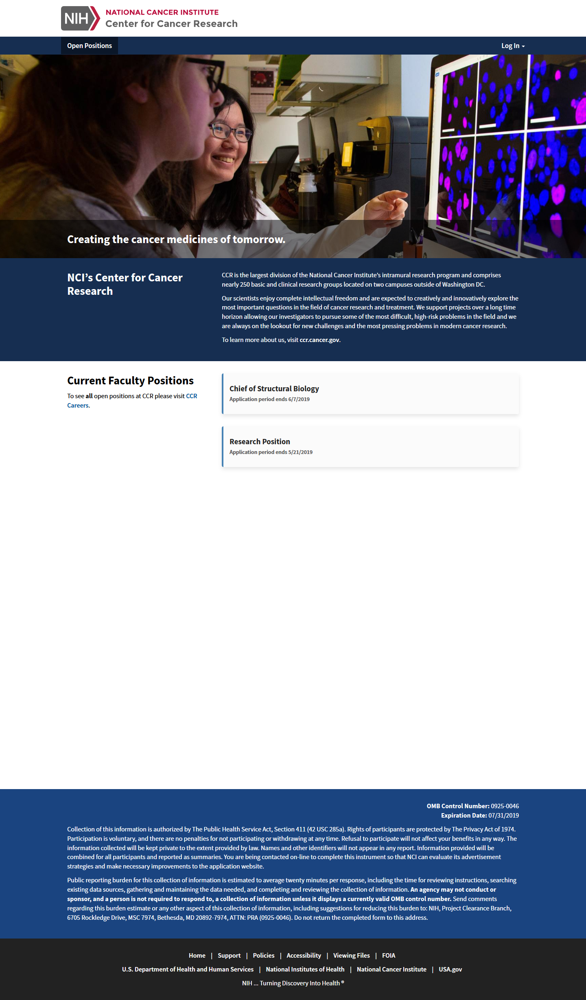 NIH
NATIONAL CANCER INSTITUTE
Center for Cancer Research
Open Positions
Log In
Creating the cancer medicines of tomorrow.
NCI’s Center for Cancer
Research
CCR is the largest division of the National Cancer Institute’s intramural research program and comprises
nearly 250 basic and clinical research groups located on two campuses outside of Washington DC.
Our scientists enjoy complete intellectual freedom and are expected to creatively and innovatively explore the
most important questions in the field of cancer research and treatment. We support projects over a long time
horizon allowing our investigators to pursue some of the most difficult, high-risk problems in the field and we
are always on the lookout for new challenges and the most pressing problems in modern cancer research.
To learn more about us, visit ccr.cancer.gov.
Current Faculty Positions
To see all open positions at CCR please visit CCR
Careers.
Chief of Structural Biology
Application period ends 6/7/2019
Research Position
Application period ends 5/21/2019
OMB Control Number: 0925-0046
Expiration Date: 07/31/2019
Collection of this information is authorized by The Public Health Service Act, Section 411 (42 USC 285a). Rights of participants are protected by The Privacy Act of 1974.
Participation is voluntary, and there are no penalties for not participating or withdrawing at any time. Refusal to participate will not affect your benefits in any way. The
information collected will be kept private to the extent provided by law. Names and other identifiers will not appear in any report. Information provided will be
combined for all participants and reported as summaries. You are being contacted on-line to complete this instrument so that NCI can evaluate its advertisement
strategies and make necessary improvements to the application website.
Public reporting burden for this collection of information is estimated to average twenty minutes per response, including the time for reviewing instructions, searching
existing data sources, gathering and maintaining the data needed, and completing and reviewing the collection of information. An agency may not conduct or
sponsor, and a person is not required to respond to, a collection of information unless it displays a currently valid OMB control number. Send comments
regarding this burden estimate or any other aspect of this collection of information, including suggestions for reducing this burden to: NIH, Project Clearance Branch,
6705 Rockledge Drive, MSC 7974, Bethesda, MD 20892-7974, ATTN: PRA (0925-0046). Do not return the completed form to this address.
Home | Support | Policies | Accessibility | Viewing Files | FOIA
U.S. Department of Health and Human Services | National Institutes of Health | National Cancer Institute | USA.gov
NIH ... Turning Discovery Into Health ®